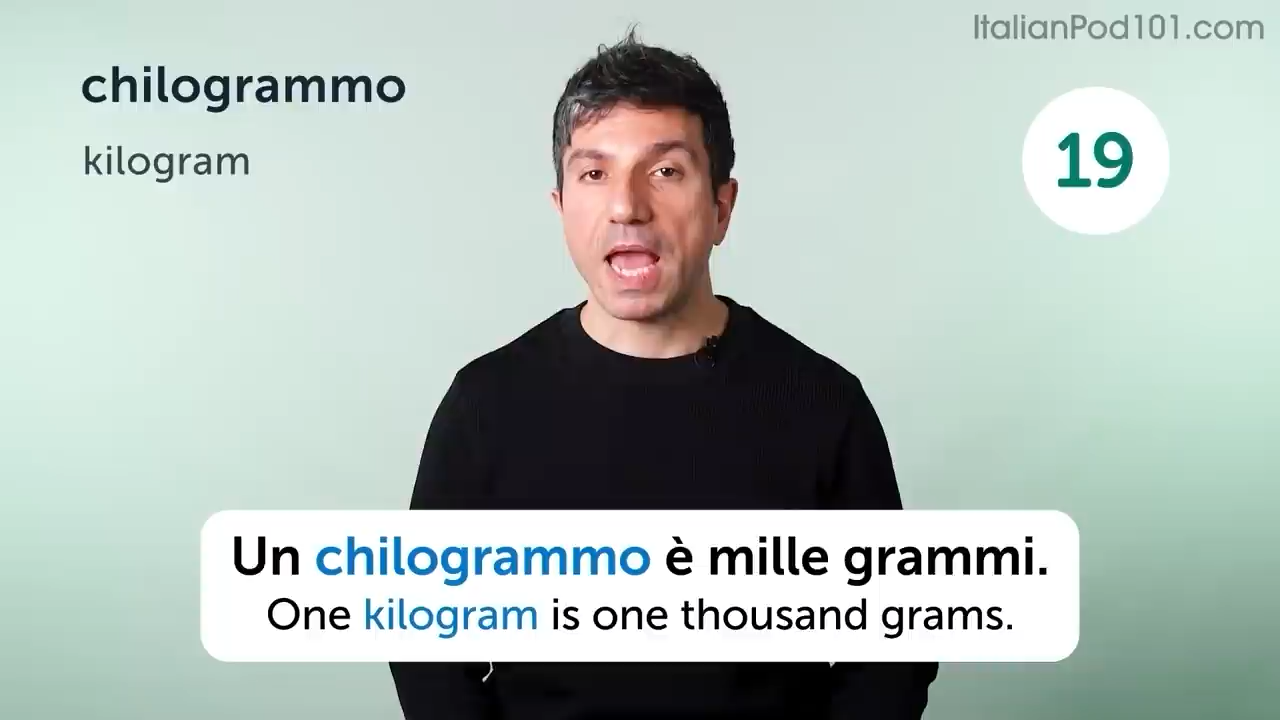 ItalianPod101.com
chilogrammo
kilogram
19
Un chilogrammo è mille grammi.
One kilogram is one thousand grams.